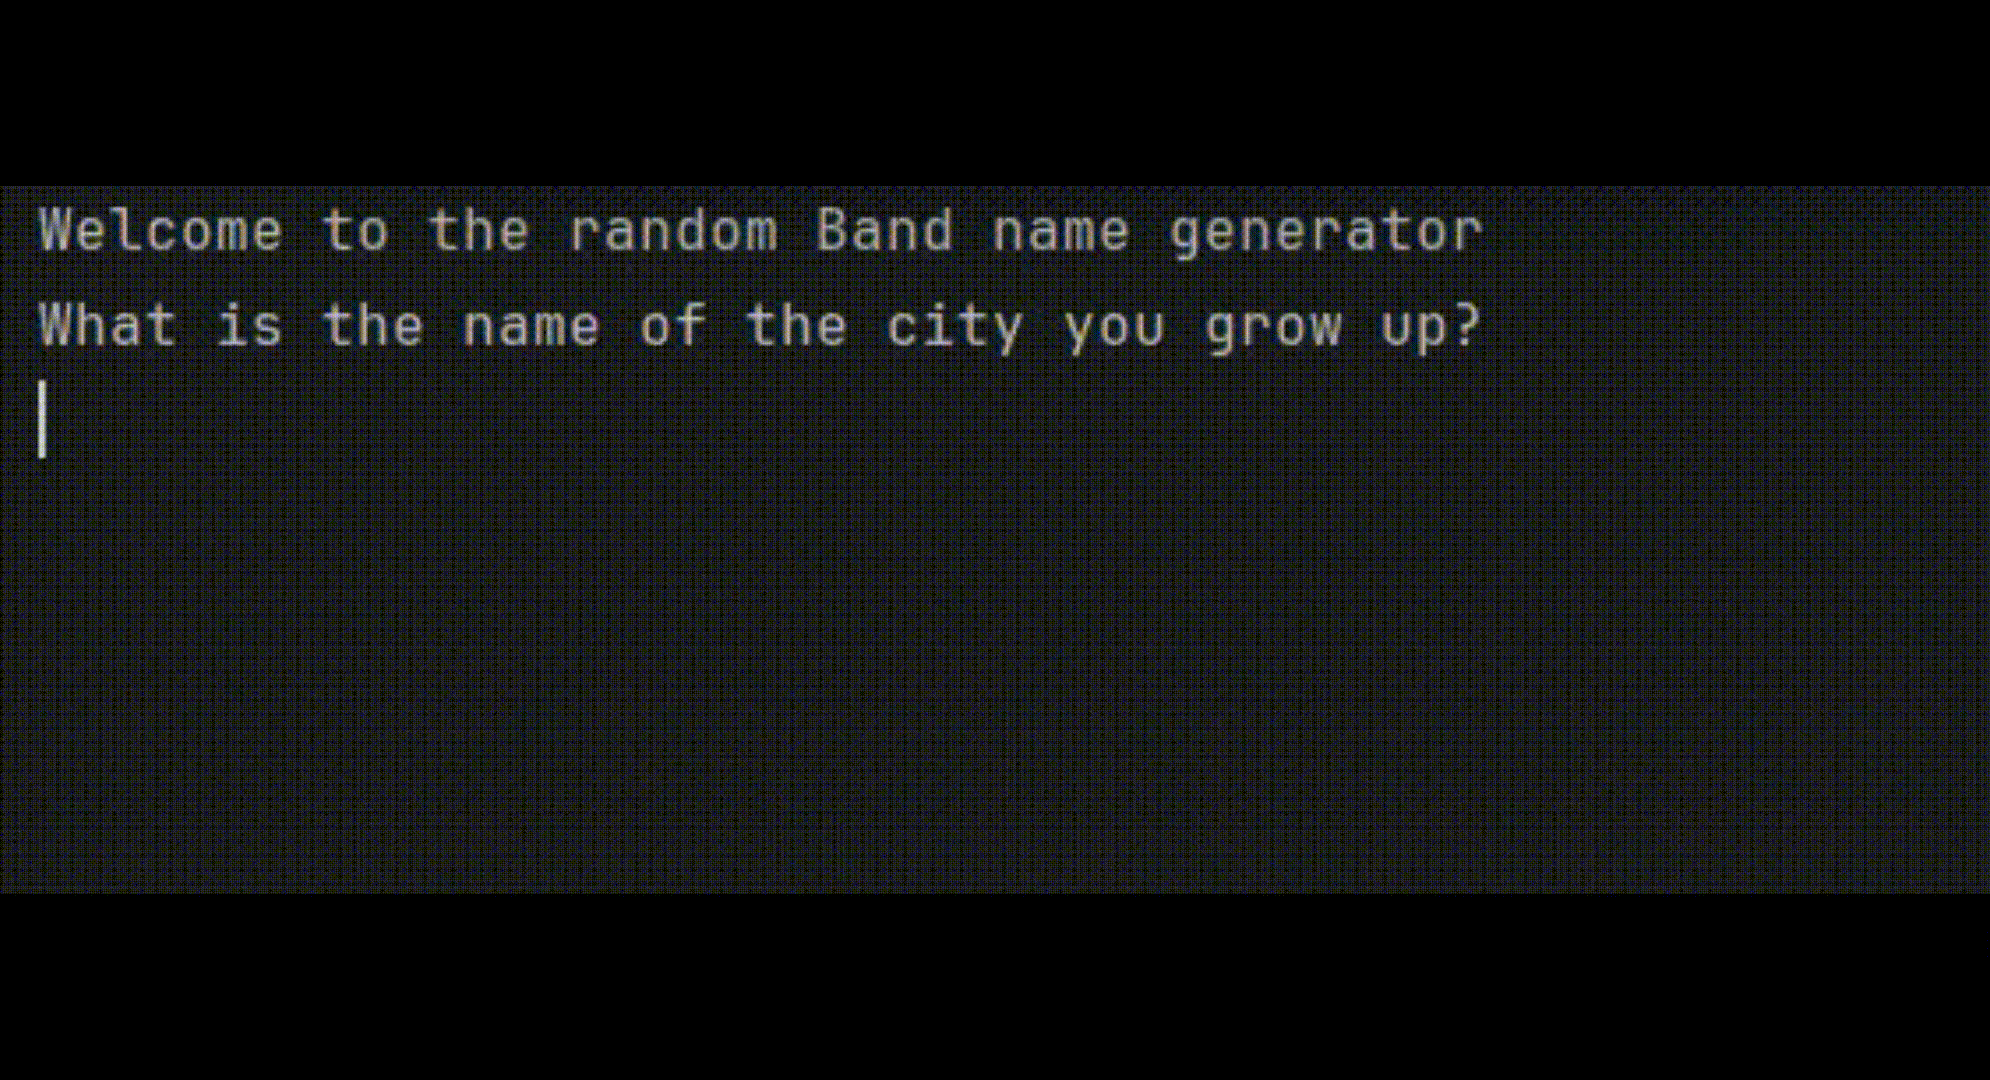 Welcome to the random Band name generator
What is the name of the city you grow up?